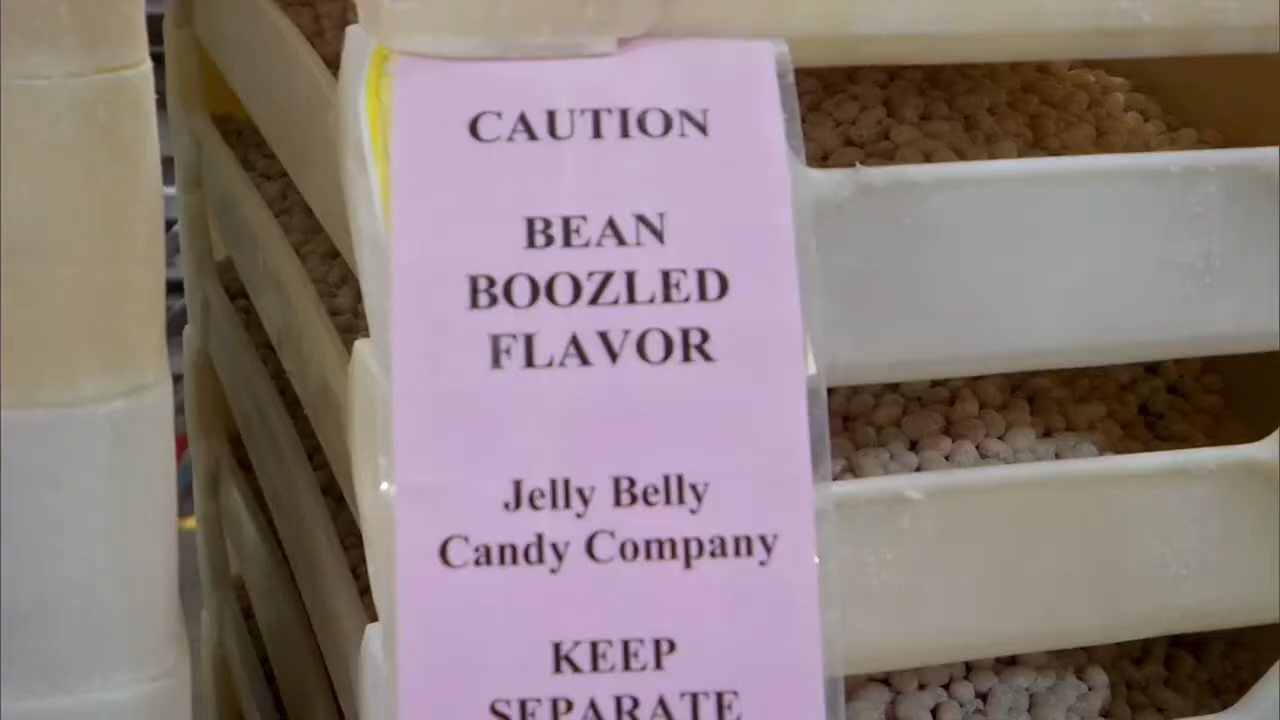 CAUTION
BEAN
BOOZLED
FLAVOR
Jelly Belly
Candy Company
KEEP
SEPARATE